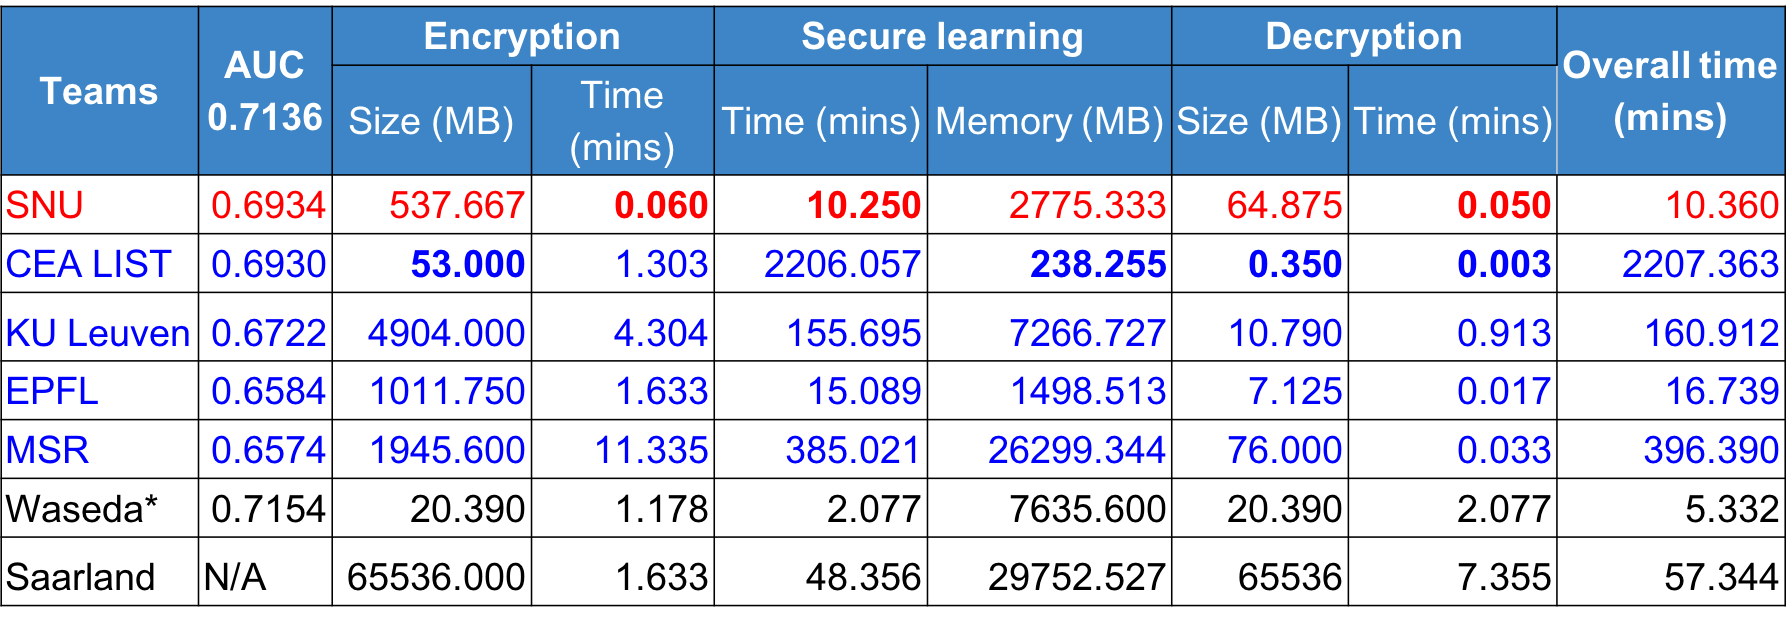 Teams AUC 0.7136 Encryption Secure learning Decryption Overall time (mins)
Size (MB) Time (mins) Time (mins) Memory (MB) Size (MB) Time (mins)
SNU 0.6934 537.667 0.060 10.250 2775.333 64.875 0.050 10.360
CEA LIST 0.6930 53.000 1.303 2206.057 238.255 0.350 0.003 2207.363
KU Leuven 0.6722 4904.000 4.304 155.695 7266.727 10.790 0.913 160.912
EPFL 0.6584 1011.750 1.633 15.089 1498.513 7.125 0.017 16.739
MSR 0.6574 1945.600 11.335 385.021 26299.344 76.000 0.033 396.390
Waseda* 0.7154 20.390 1.178 2.077 7635.600 20.390 2.077 5.332
Saarland N/A 65536.000 1.633 48.356 29752.527 65536 7.355 57.344